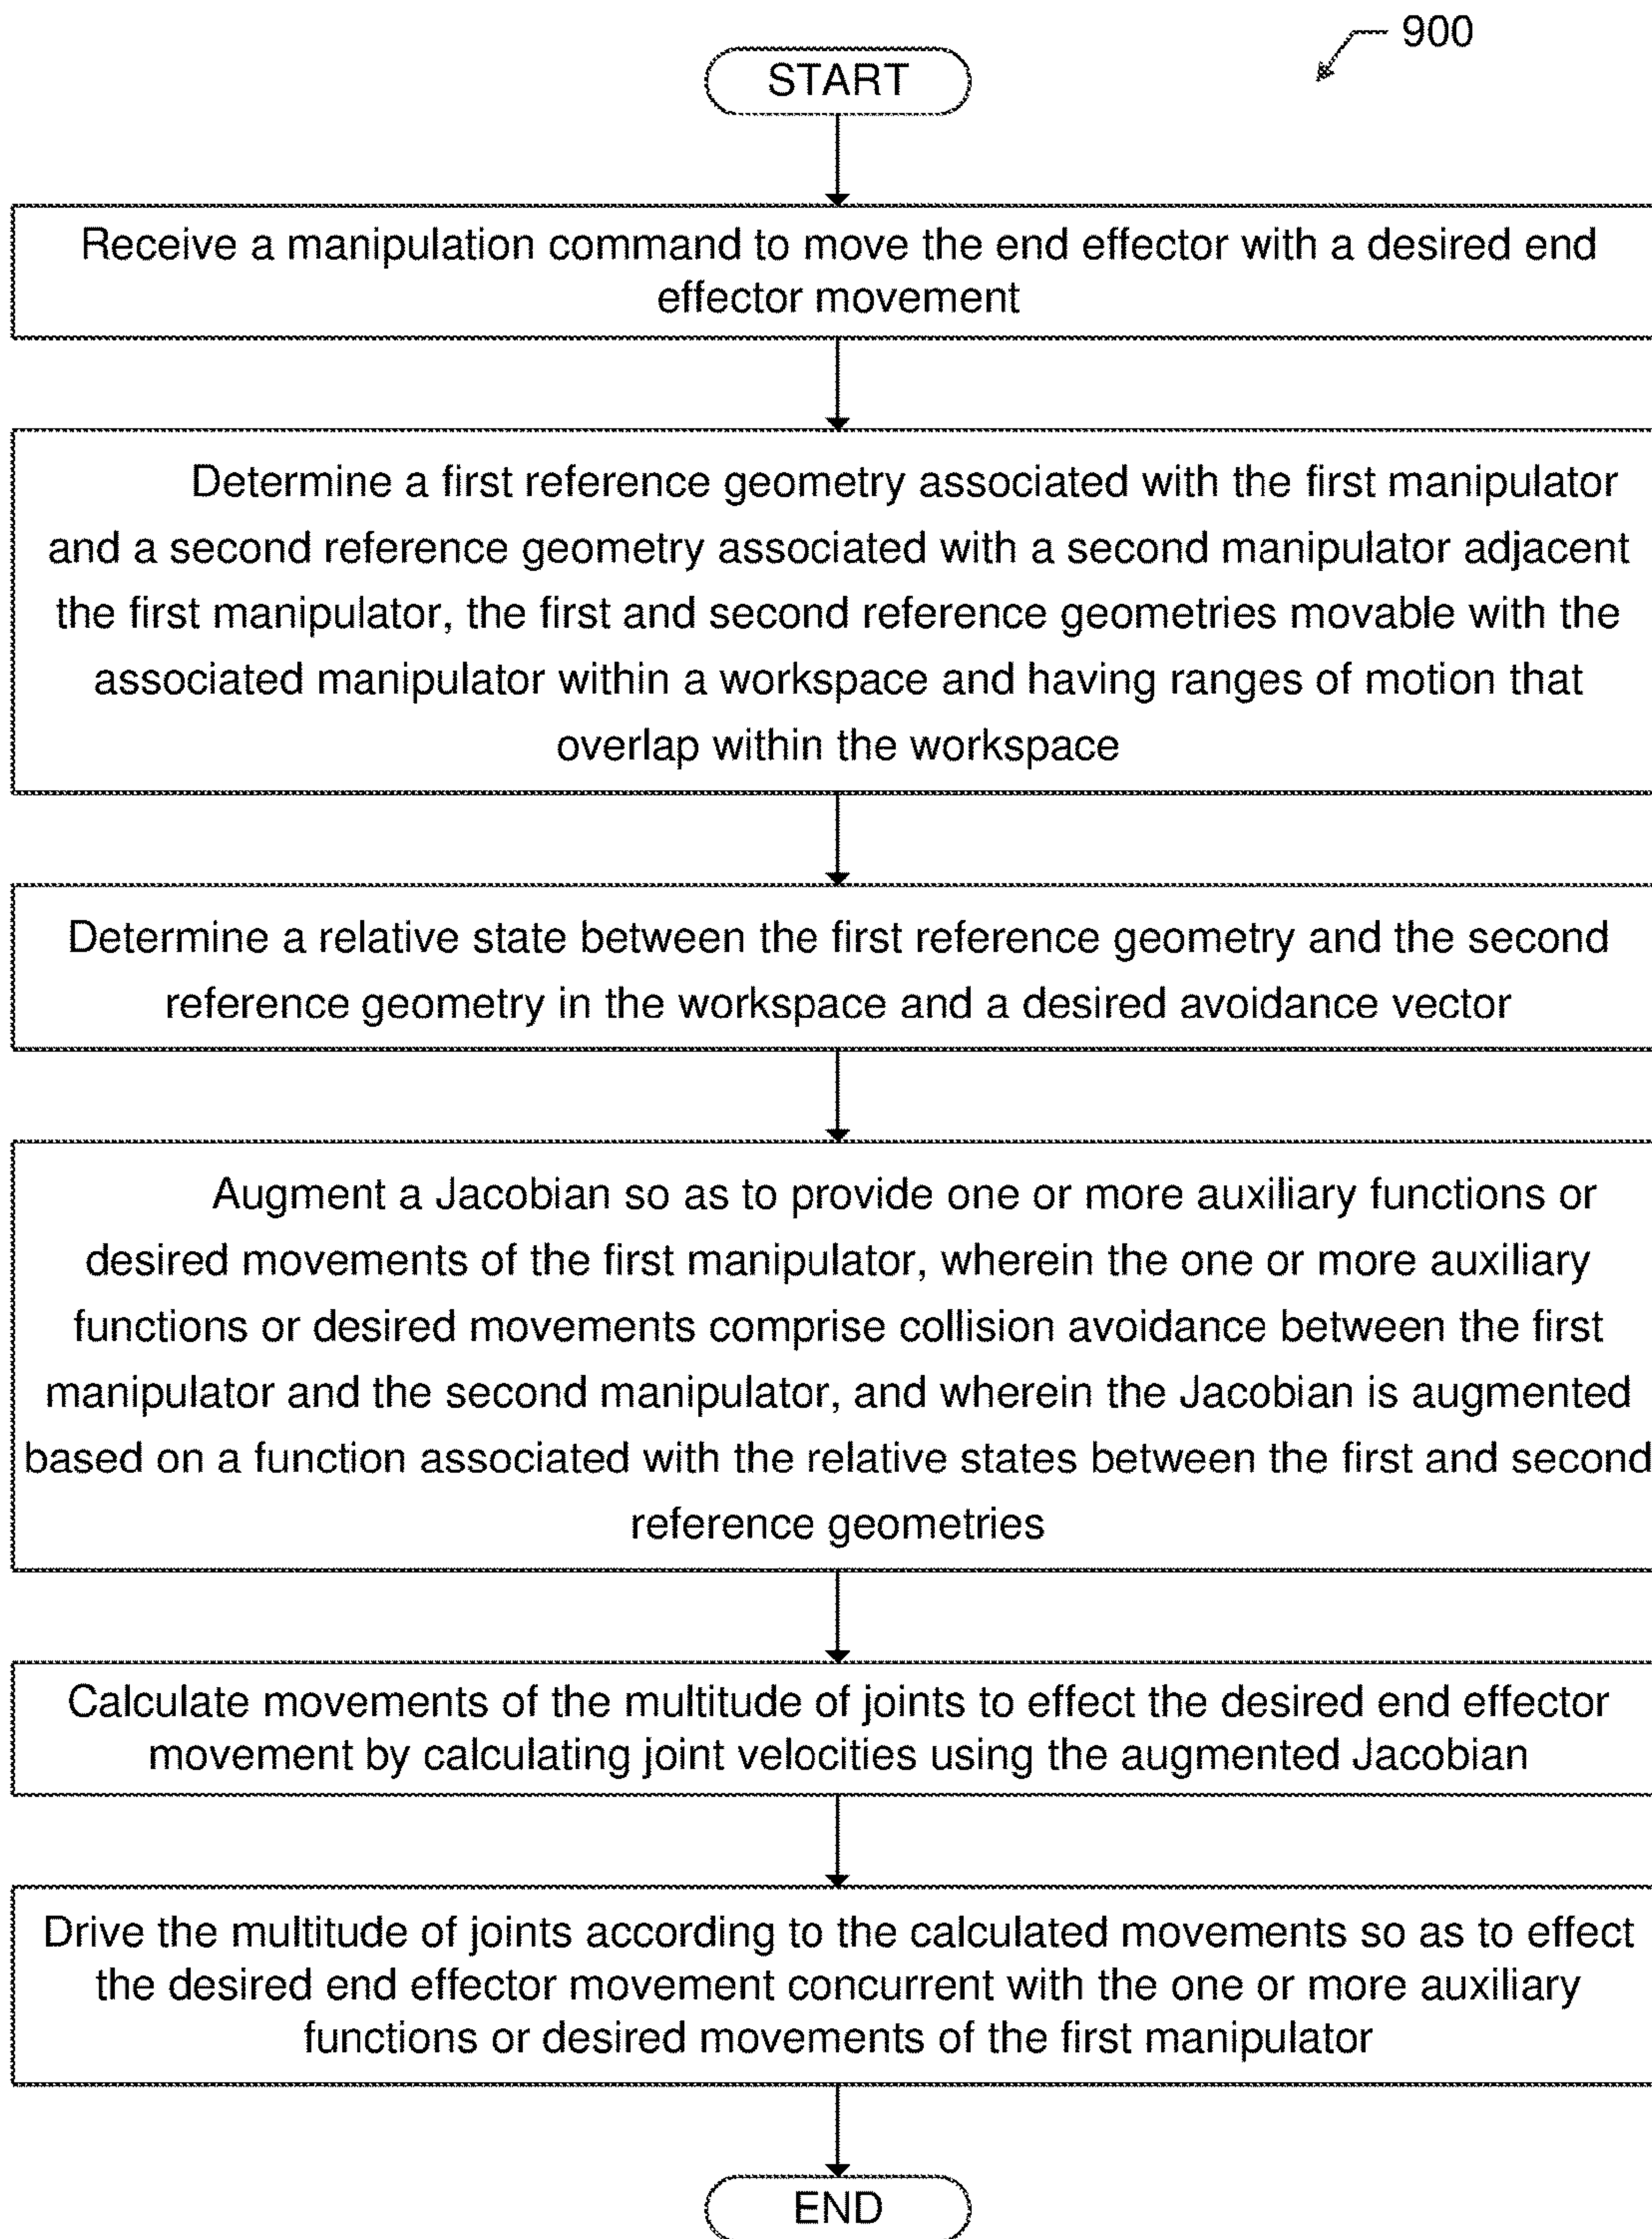 900
START
Receive a manipulation command to move the end effector with a desired end
effector movement
Determine a first reference geometry associated with the first manipulator
and a second reference geometry associated with a second manipulator adjacent
the first manipulator, the first and second reference geometries movable with the
associated manipulator within a workspace and having ranges of motion that
overlap within the workspace
Determine a relative state between the first reference geometry and the second
reference geometry in the workspace and a desired avoidance vector
Augment a Jacobian so as to provide one or more auxiliary functions or
desired movements of the first manipulator, wherein the one or more auxiliary
functions or desired movements comprise collision avoidance between the first
manipulator and the second manipulator, and wherein the Jacobian is augmented
based on a function associated with the relative states between the first and second
reference geometries
Calculate movements of the multitude of joints to effect the desired end effector
movement by calculating joint velocities using the augmented Jacobian
Drive the multitude of joints according to the calculated movements so as to effect
the desired end effector movement concurrent with the one or more auxiliary
functions or desired movements of the first manipulator
END